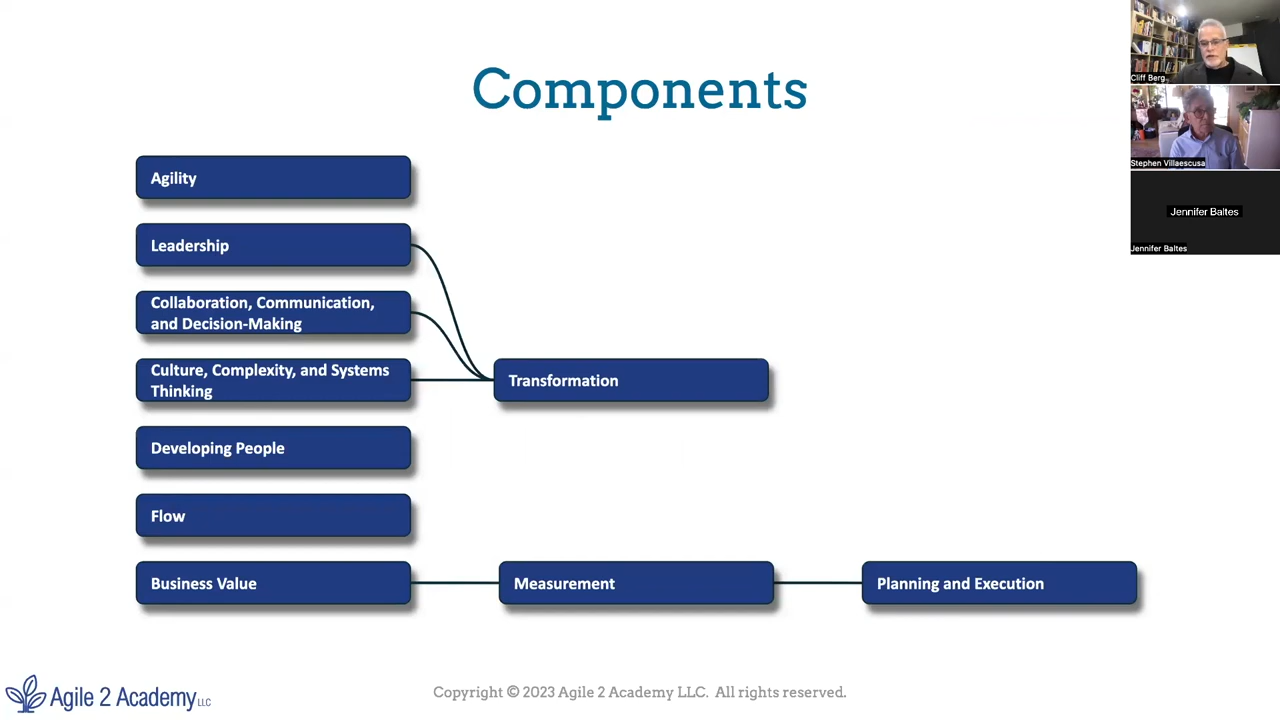 Components
Agility
Leadership
Collaboration, Communication,
and Decision-Making
Culture, Complexity, and Systems
Thinking
Transformation
Developing People
Flow
Business Value
Measurement
Planning and Execution
Agile 2 Academy LLC
Copyright © 2023 Agile 2 Academy LLC. All rights reserved.
Cliff Berg
Stephen Villaescusa
Jennifer Baltes
Jennifer Baltes